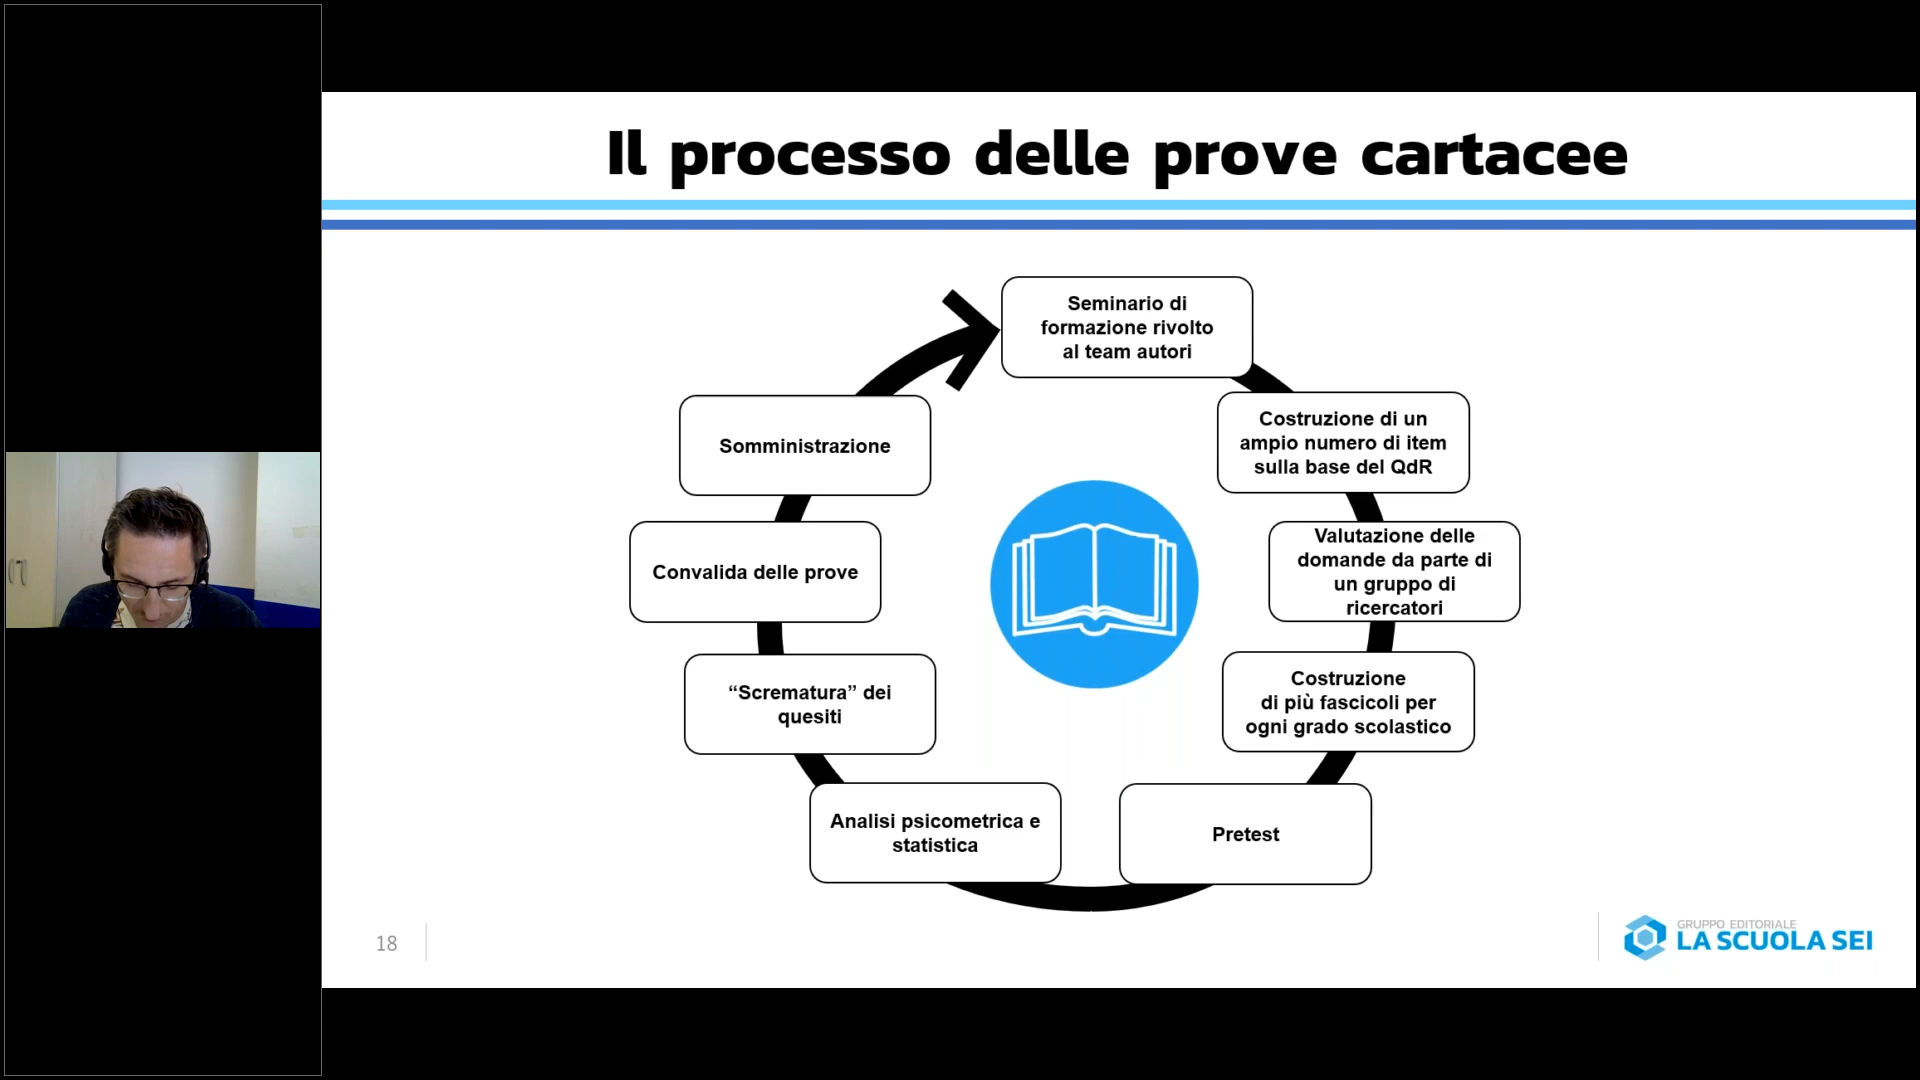 Il processo delle prove cartacee
Seminario di
formazione rivolto
al team autori
Costruzione di un
ampio numero di item
sulla base del QdR
Valutazione delle
domande da parte di
un gruppo di
ricercatori
Costruzione
di più fascicoli per
ogni grado scolastico
Pretest
Analisi psicometrica e
statistica
“Scrematura” dei
quesiti
Convalida delle prove
Somministrazione
18
GRUPPO EDITORIALE
LA SCUOLA SEI